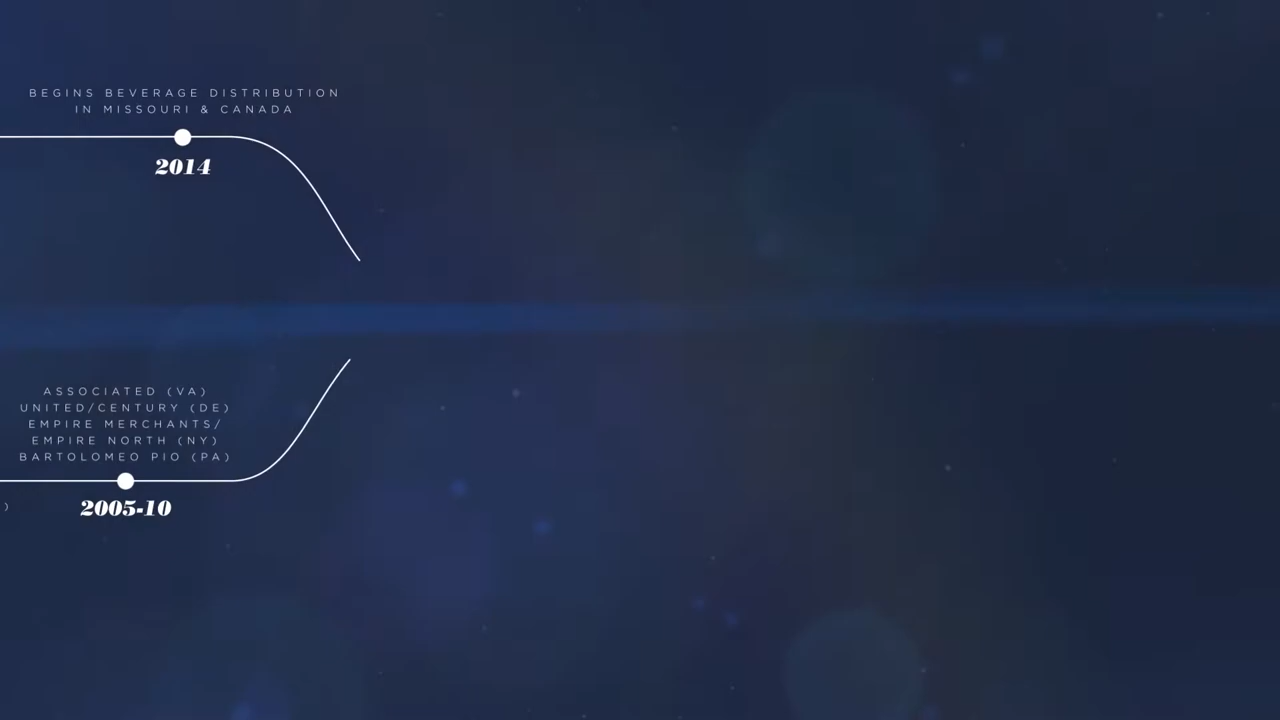 BEGINS BEVERAGE DISTRIBUTION
IN MISSOURI & CANADA
2014
ASSOCIATED (VA)
UNITED/CENTURY (DE)
EMPIRE MERCHANTS/
EMPIRE NORTH (NY)
BARTOLOMEO PIO (PA)
)
2005-10